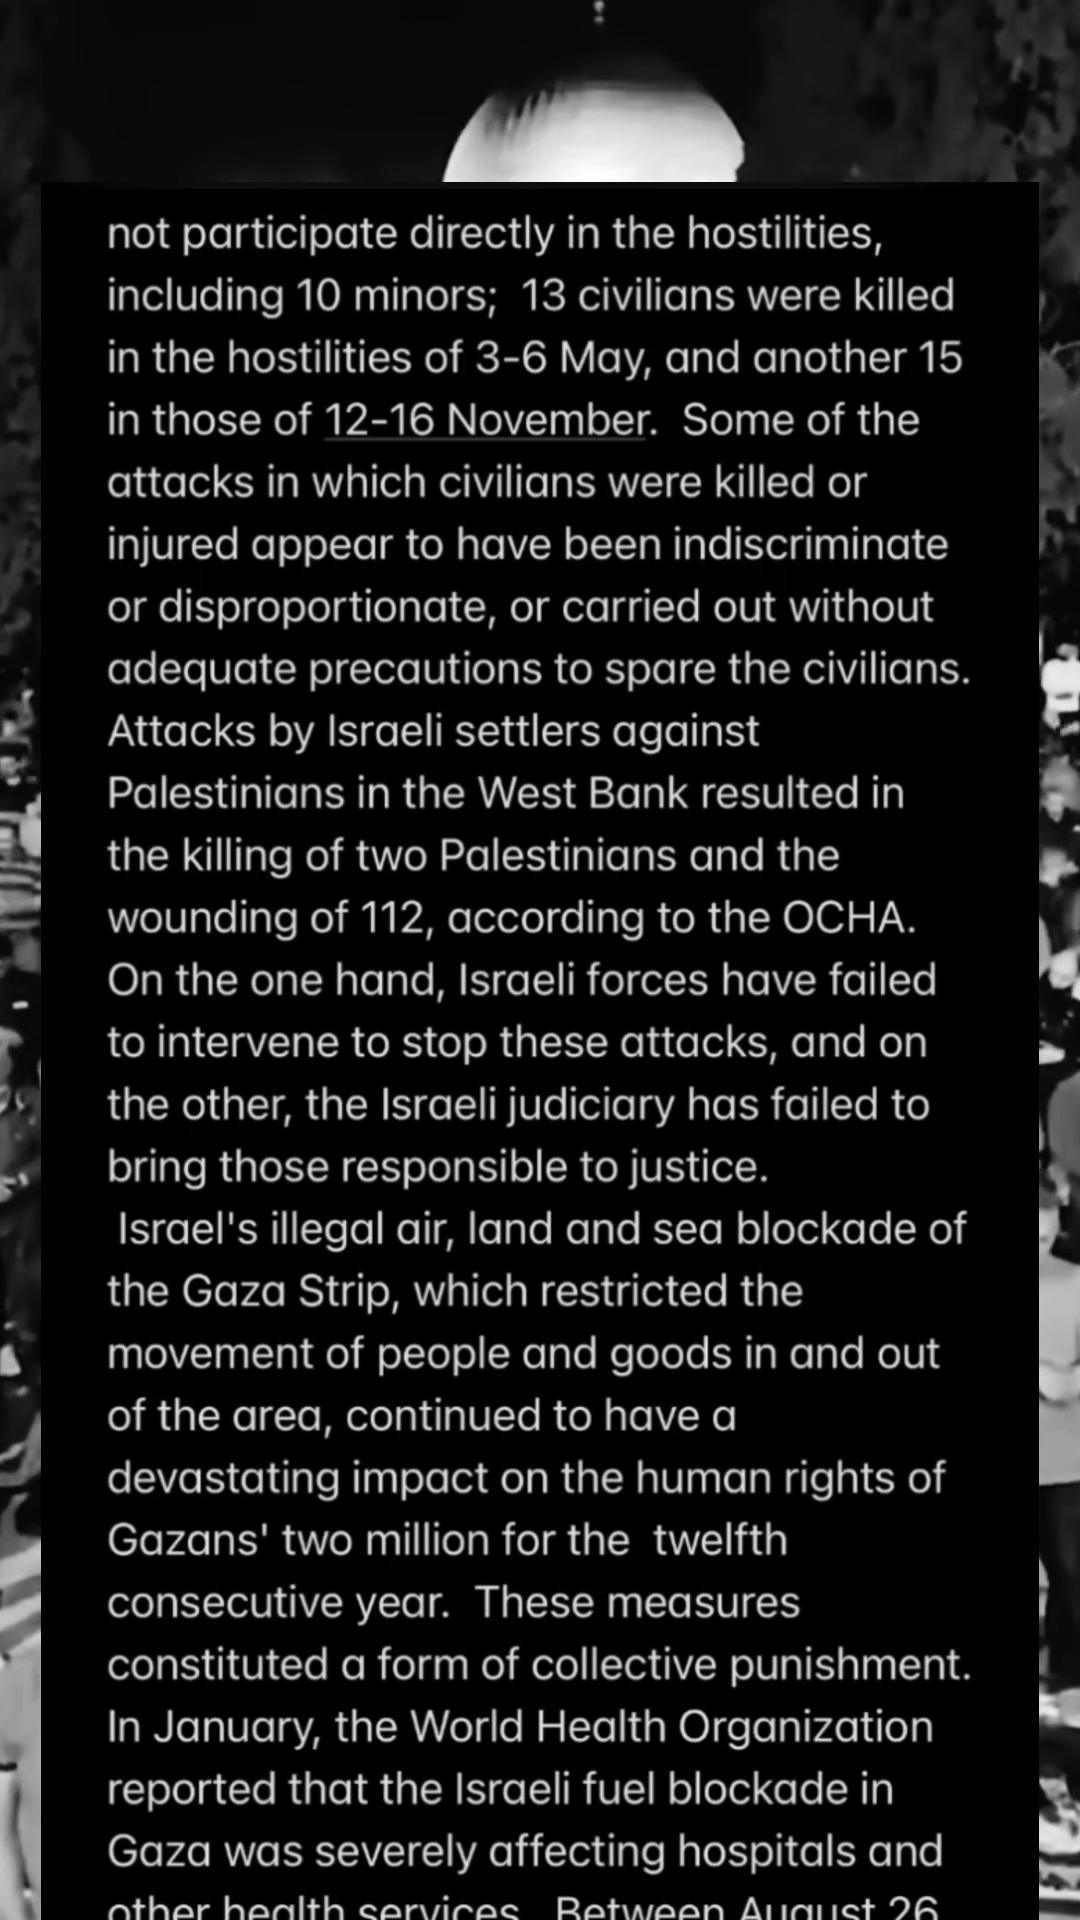 not participate directly in the hostilities,
including 10 minors;  13 civilians were killed
in the hostilities of 3-6 May, and another 15
in those of 12-16 November.  Some of the
attacks in which civilians were killed or
injured appear to have been indiscriminate
or disproportionate, or carried out without
adequate precautions to spare the civilians.
Attacks by Israeli settlers against
Palestinians in the West Bank resulted in
the killing of two Palestinians and the
wounding of 112, according to the OCHA.
On the one hand, Israeli forces have failed
to intervene to stop these attacks, and on
the other, the Israeli judiciary has failed to
bring those responsible to justice.
Israel's illegal air, land and sea blockade of
the Gaza Strip, which restricted the
movement of people and goods in and out
of the area, continued to have a
devastating impact on the human rights of
Gazans' two million for the  twelfth
consecutive year.  These measures
constituted a form of collective punishment.
In January, the World Health Organization
reported that the Israeli fuel blockade in
Gaza was severely affecting hospitals and
other health services.  Between August 26